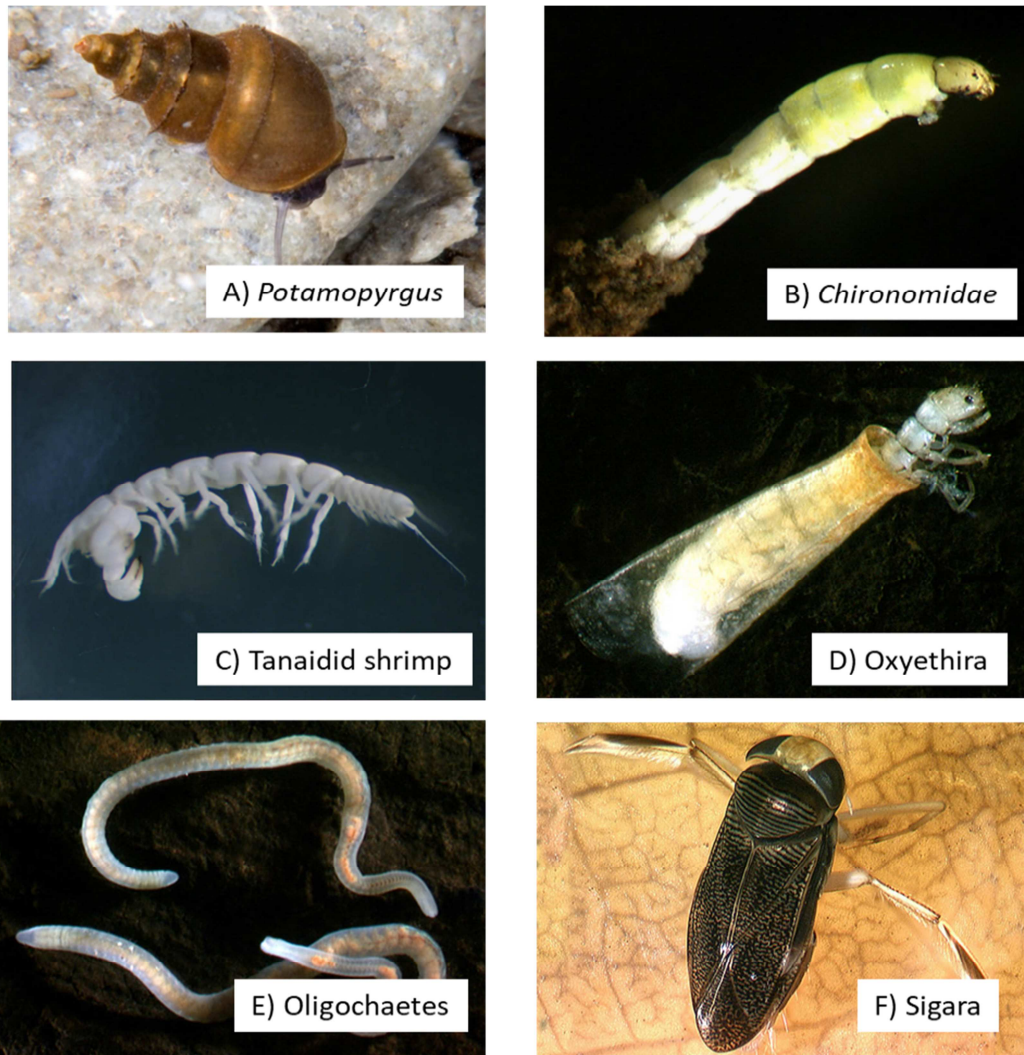 A) Potamopyrgus
B) Chironomidae
C) Tanaidid shrimp
D) Oxyethira
E) Oligochaetes
F) Sigara